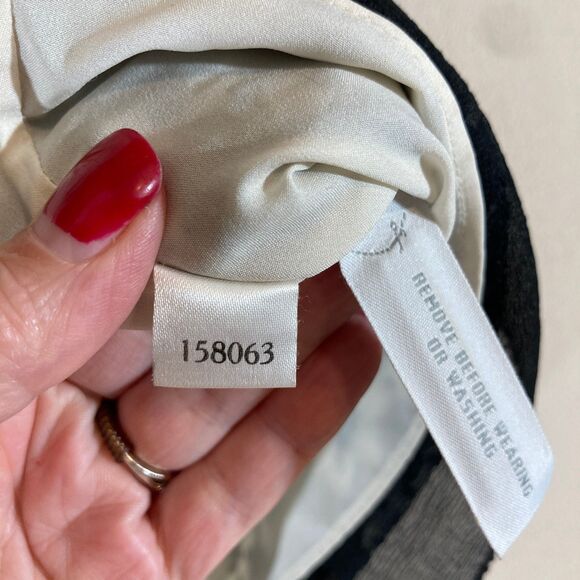 158063
REMOVE BEFORE WEARING
OR WASHING